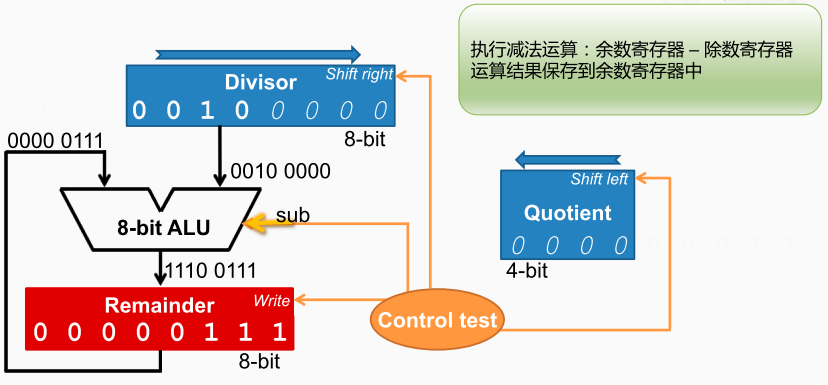 执行减法运算：余数寄存器 – 除数寄存器
运算结果保存到余数寄存器中
Divisor
Shift right
0 0 1 0 0 0 0 0
8-bit
0000 0111
0010 0000
8-bit ALU
sub
1110 0111
Remainder
Write
0 0 0 0 0 1 1 1
8-bit
Control test
Shift left
Quotient
0 0 0 0
4-bit